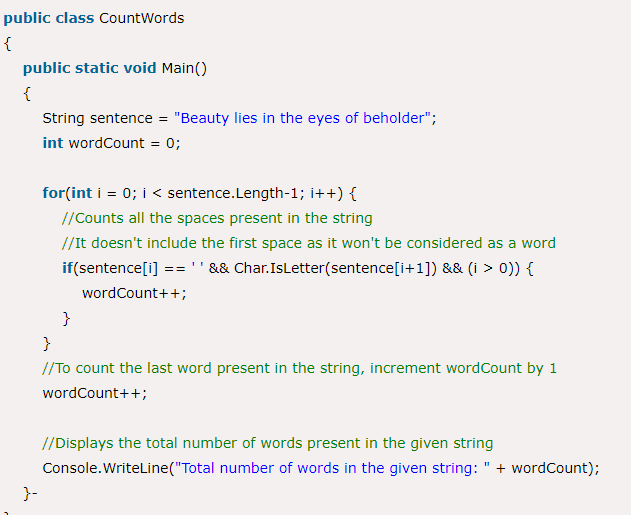 public class CountWords
{
public static void Main()
{
String sentence = "Beauty lies in the eyes of beholder";
int wordCount = 0;
for(int i = 0; i < sentence.Length-1; i++) {
//Counts all the spaces present in the string
//It doesn't include the first space as it won't be considered as a word
if(sentence[i] == ' ' && Char.IsLetter(sentence[i+1]) && (i > 0)) {
wordCount++;
}
}
//To count the last word present in the string, increment wordCount by 1
wordCount++;
//Displays the total number of words present in the given string
Console.WriteLine("Total number of words in the given string: " + wordCount);
}-